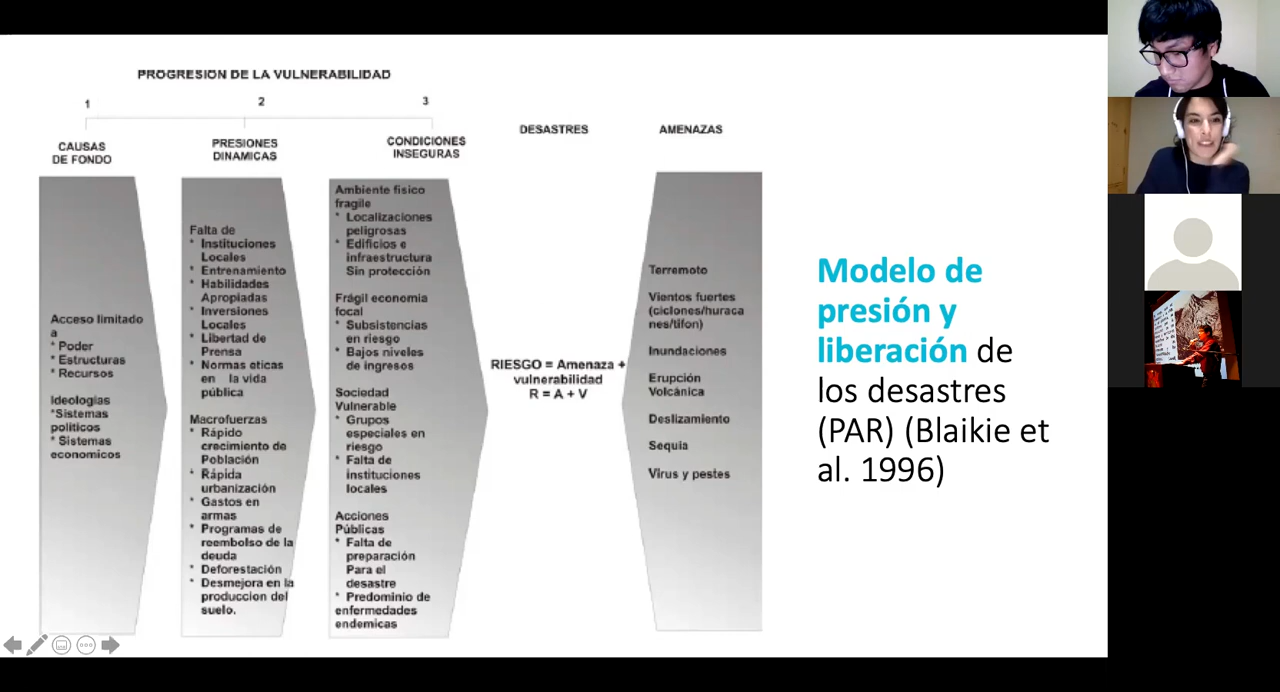 PROGRESION DE LA VULNERABILIDAD
1
2
3
CAUSAS
DE FONDO
PRESIONES
DINAMICAS
CONDICIONES
INSEGURAS
DESASTRES
AMENAZAS
Acceso limitado
a
* Poder
* Estructuras
* Recursos
Ideologías
*Sistemas
políticos
* Sistemas
economicos
Falta de
* Instituciones
Locales
* Entrenamiento
* Habilidades
Apropiadas
* Inversiones
Locales
* Libertad de
Prensa
* Normas eticas
en la vida
pública
Macrofuerzas
* Rápido
crecimiento de
Población
* Rápida
urbanización
* Gastos en
armas
* Programas de
reembolso de la
deuda
* Deforestación
* Desmejora en la
produccion del
suelo.
Ambiente fisico
fragile
* Localizaciones
peligrosas
* Edificios e
infraestructura
Sin protección
Frágil economia
focal
* Subsistencias
en riesgo
* Bajos niveles
de ingresos
Sociedad
Vulnerable
* Grupos
especiales en
riesgo
* Falta de
instituciones
locales
Acciones
Públicas
* Falta de
preparación
Para el
desastre
* Predominio de
enfermedades
endemicas
RIESGO = Amenaza +
vulnerabilidad
R = A + V
Terremoto
Vientos fuertes
(ciclones/huraca
nes/tifon)
Inundaciones
Erupción
Volcánica
Deslizamiento
Sequia
Virus y pestes
Modelo de
presión y
liberación de
los desastres
(PAR) (Blaikie et
al. 1996)